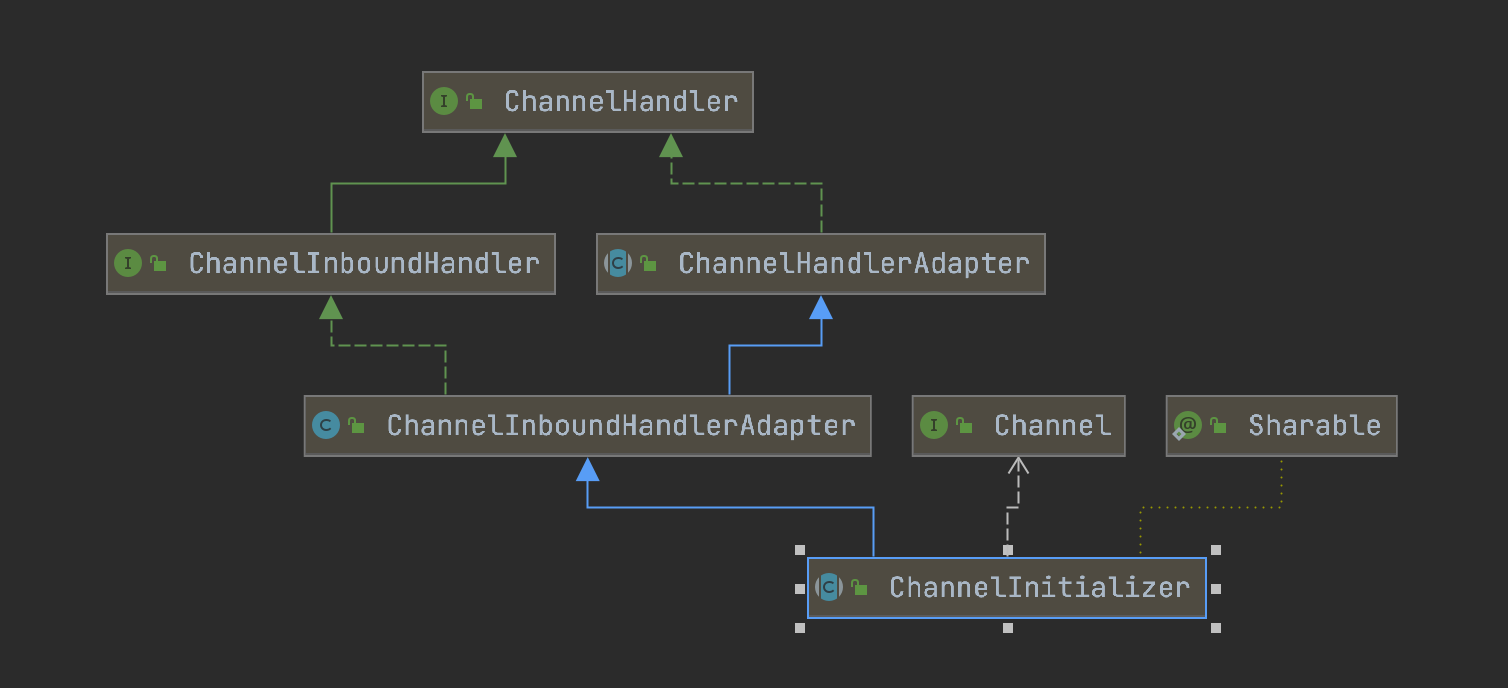 I ChannelHandler
I ChannelInboundHandler
C ChannelHandlerAdapter
C ChannelInboundHandlerAdapter
I Channel
@ Sharable
C ChannelInitializer